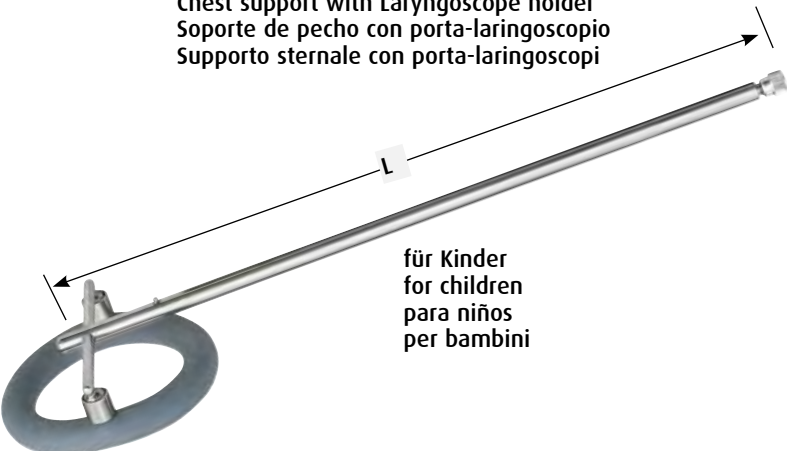 Chest support with Laryngoscope holder
Soporte de pecho con porta-laringoscopio
Supporto sternale con porta-laringoscopi
L
für Kinder
for children
para niños
per bambini